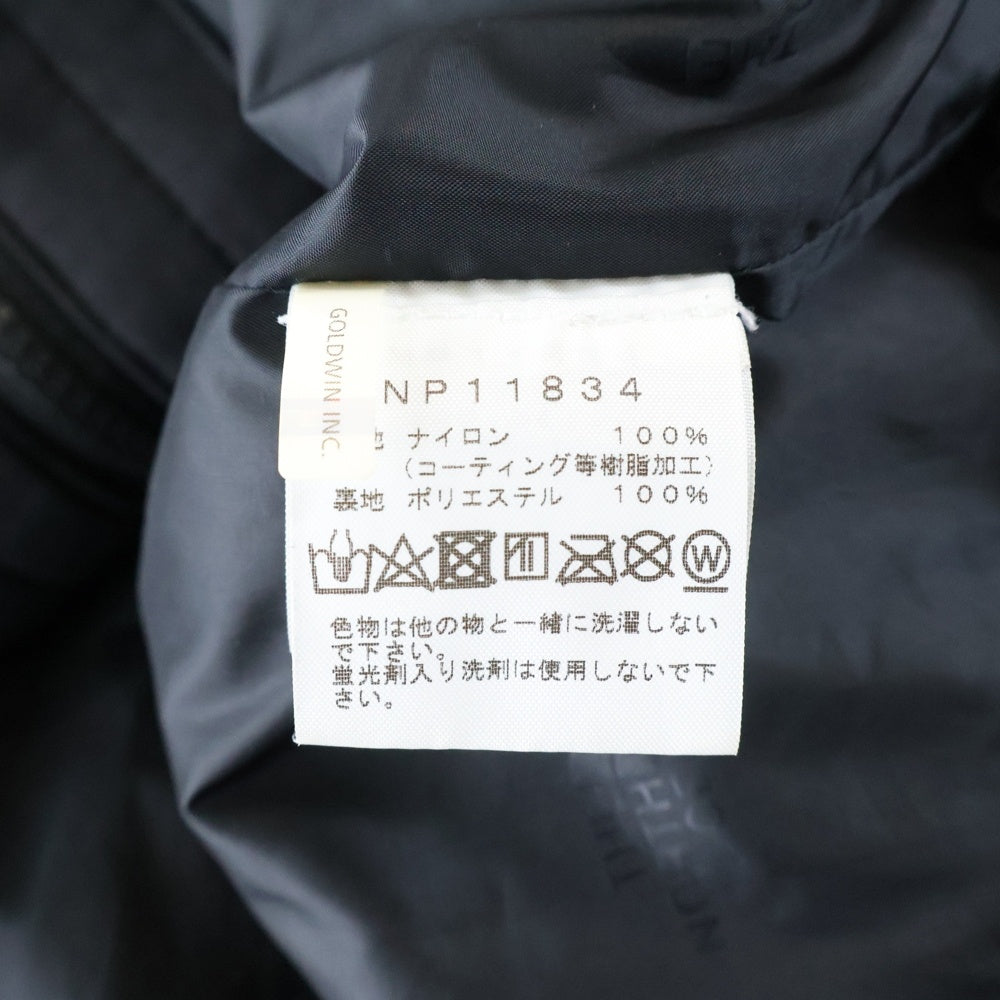 THE
GOLDWIN INC.
NP11834
地 ナイロン 100%
(コーティング等樹脂加工)
裏地 ポリエステル 100%
W
色物は他の物と一緒に洗濯しない
で下さい。
蛍光剤入り洗剤は使用しないで下
さい。